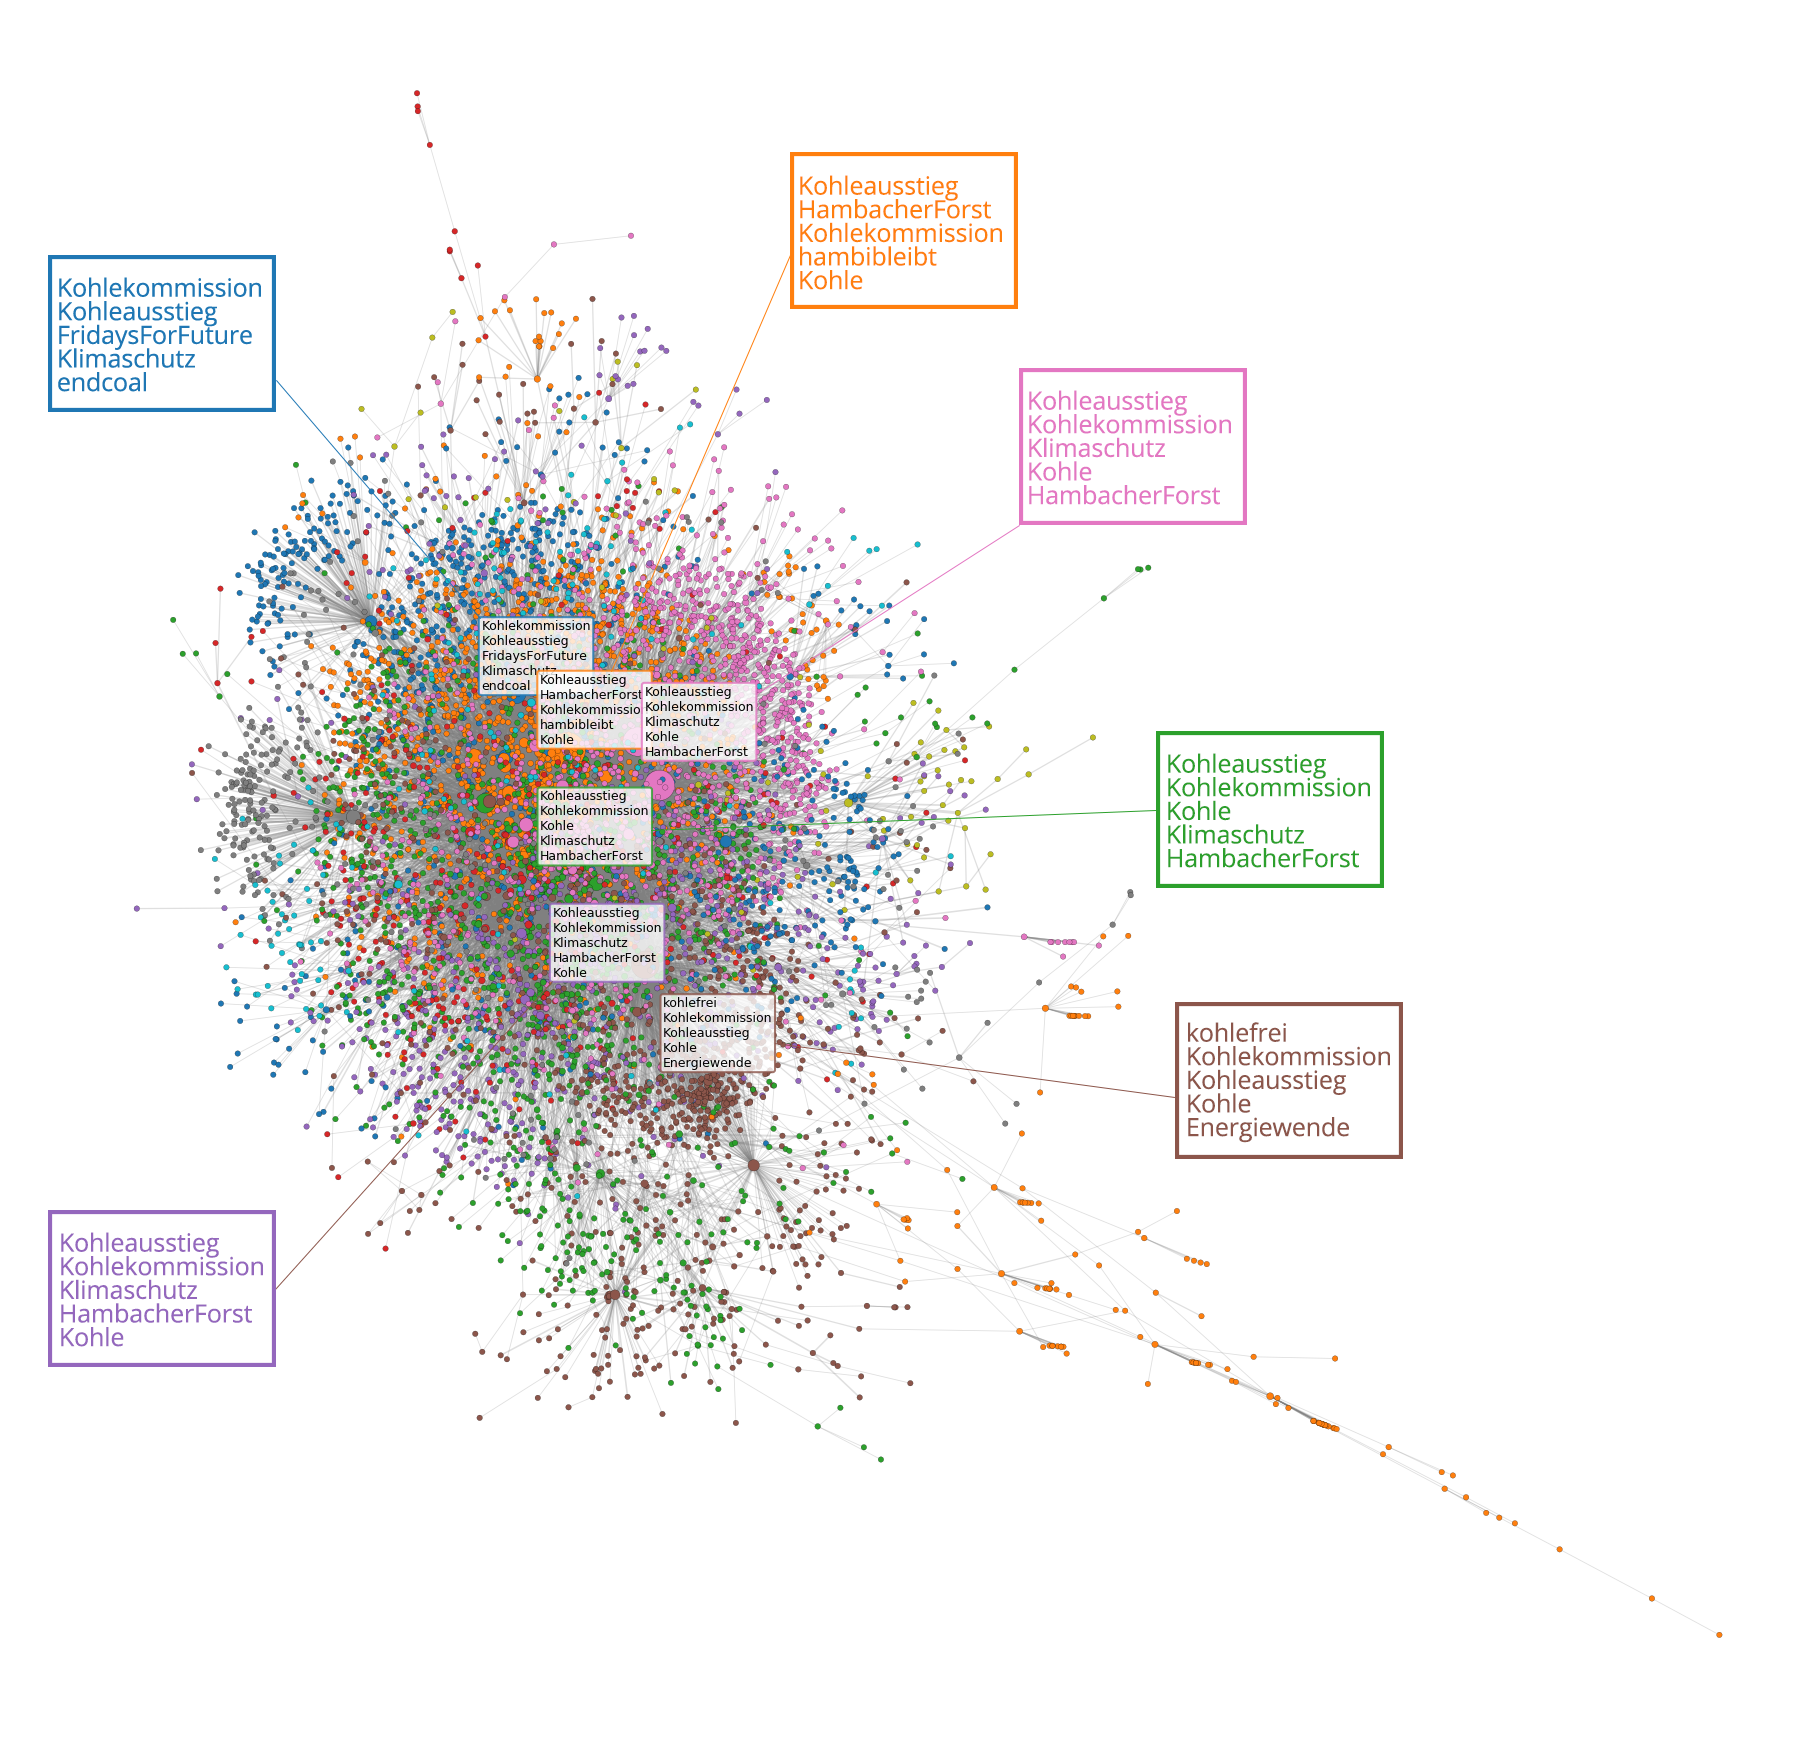 Kohleausstieg
HambacherForst
Kohlekommission
hambibleibt
Kohle
Kohlekommission
Kohleausstieg
FridaysForFuture
Klimaschutz
endcoal
Kohleausstieg
Kohlekommission
Klimaschutz
Kohle
HambacherForst
Kohlekommission
Kohleausstieg
FridaysForFuture
Klimaschutz
endcoal
Kohleausstieg
HambacherForst
Kohlekommissio
hambibleibt
Kohle
Kohleausstieg
Kohlekommission
Klimaschutz
Kohle
HambacherForst
Kohleausstieg
Kohlekommission
Kohle
Klimaschutz
HambacherForst
Kohleausstieg
Kohlekommission
Kohle
Klimaschutz
HambacherForst
Kohleausstieg
Kohlekommission
Klimaschutz
HambacherForst
Kohle
kohlefrei
Kohlekommission
Kohleausstieg
Kohle
Energiewende
kohlefrei
Kohlekommission
Kohleausstieg
Kohle
Energiewende
Kohleausstieg
Kohlekommission
Klimaschutz
HambacherForst
Kohle